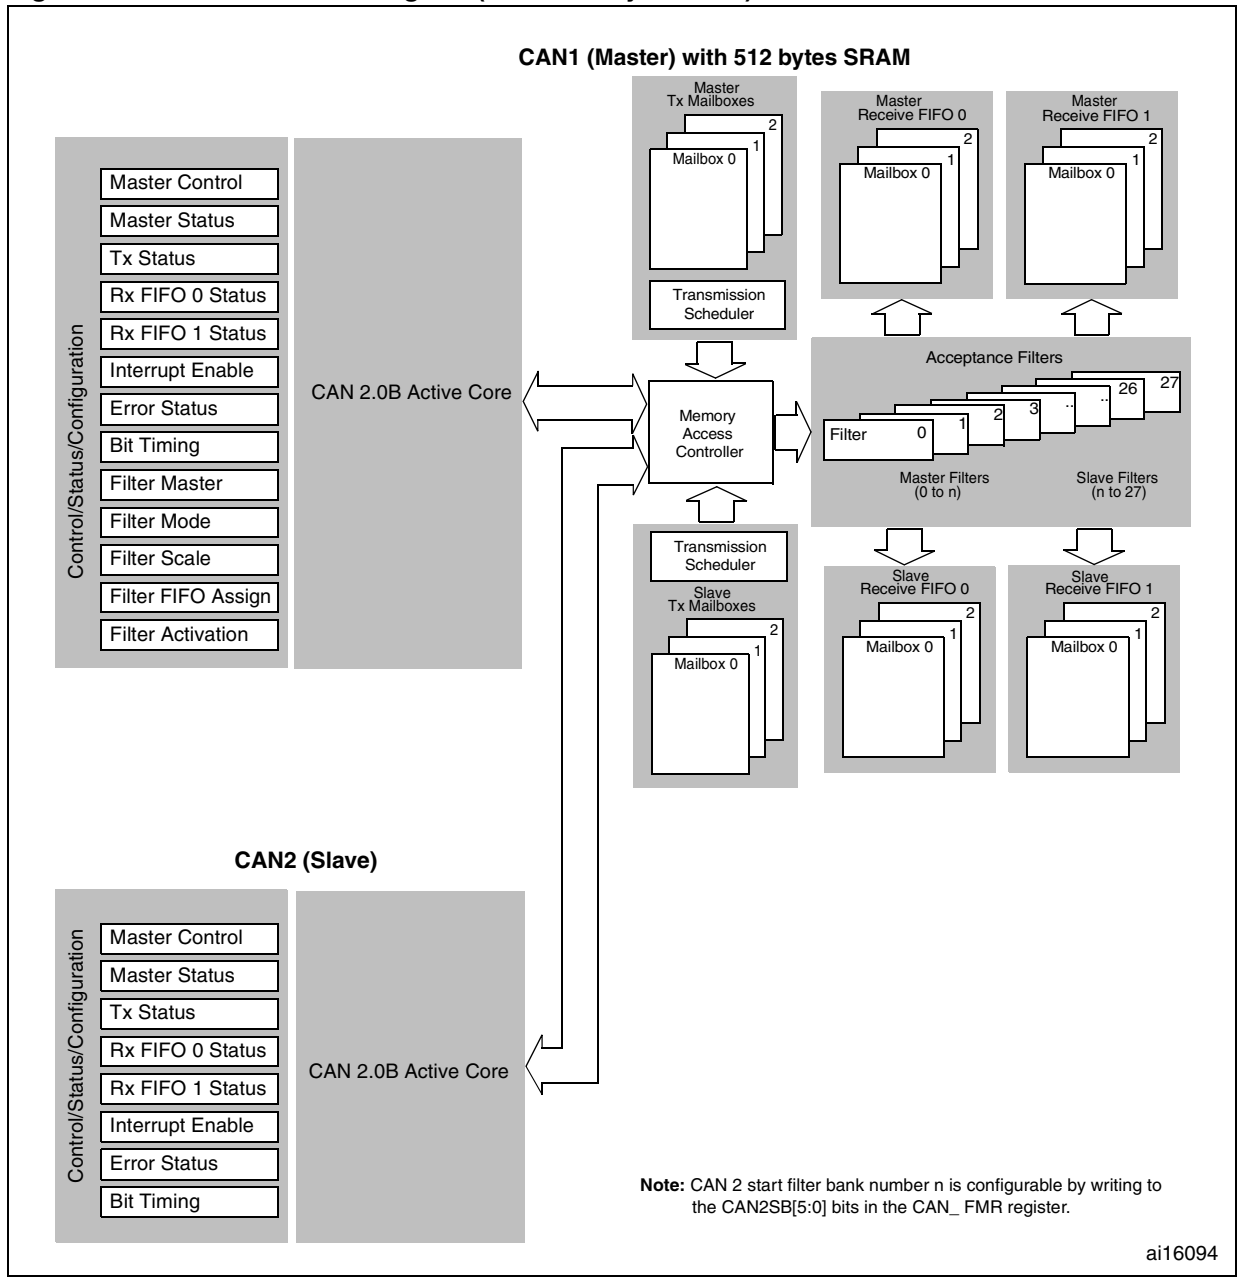 CAN1 (Master) with 512 bytes SRAM
Master
Tx Mailboxes
2
1
Mailbox 0
Transmission
Scheduler
Master
Receive FIFO 0
2
1
Mailbox 0
Master
Receive FIFO 1
2
1
Mailbox 0
Control/Status/Configuration
Master Control
Master Status
Tx Status
Rx FIFO 0 Status
Rx FIFO 1 Status
Interrupt Enable
Error Status
Bit Timing
Filter Master
Filter Mode
Filter Scale
Filter FIFO Assign
Filter Activation
CAN 2.0B Active Core
Memory
Access
Controller
Acceptance Filters
Filter 0 1 2 3 .. .. 26 27
Master Filters
(0 to n)
Slave Filters
(n to 27)
Transmission
Scheduler
Slave
Tx Mailboxes
2
1
Mailbox 0
Slave
Receive FIFO 0
2
1
Mailbox 0
Slave
Receive FIFO 1
2
1
Mailbox 0
CAN2 (Slave)
Control/Status/Configuration
Master Control
Master Status
Tx Status
Rx FIFO 0 Status
Rx FIFO 1 Status
Interrupt Enable
Error Status
Bit Timing
CAN 2.0B Active Core
Note: CAN 2 start filter bank number n is configurable by writing to
the CAN2SB[5:0] bits in the CAN_ FMR register.
ai16094